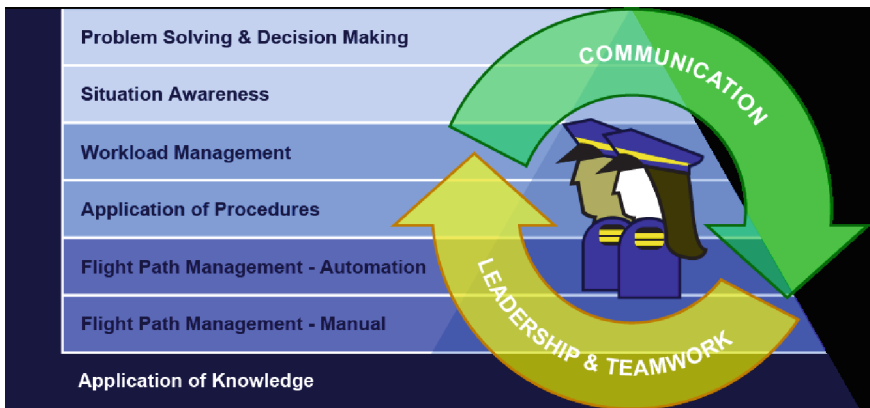 Problem Solving & Decision Making
Situation Awareness
Workload Management
Application of Procedures
Flight Path Management - Automation
Flight Path Management - Manual
Application of Knowledge
COMMUNICATION
LEADERSHIP & TEAMWORK